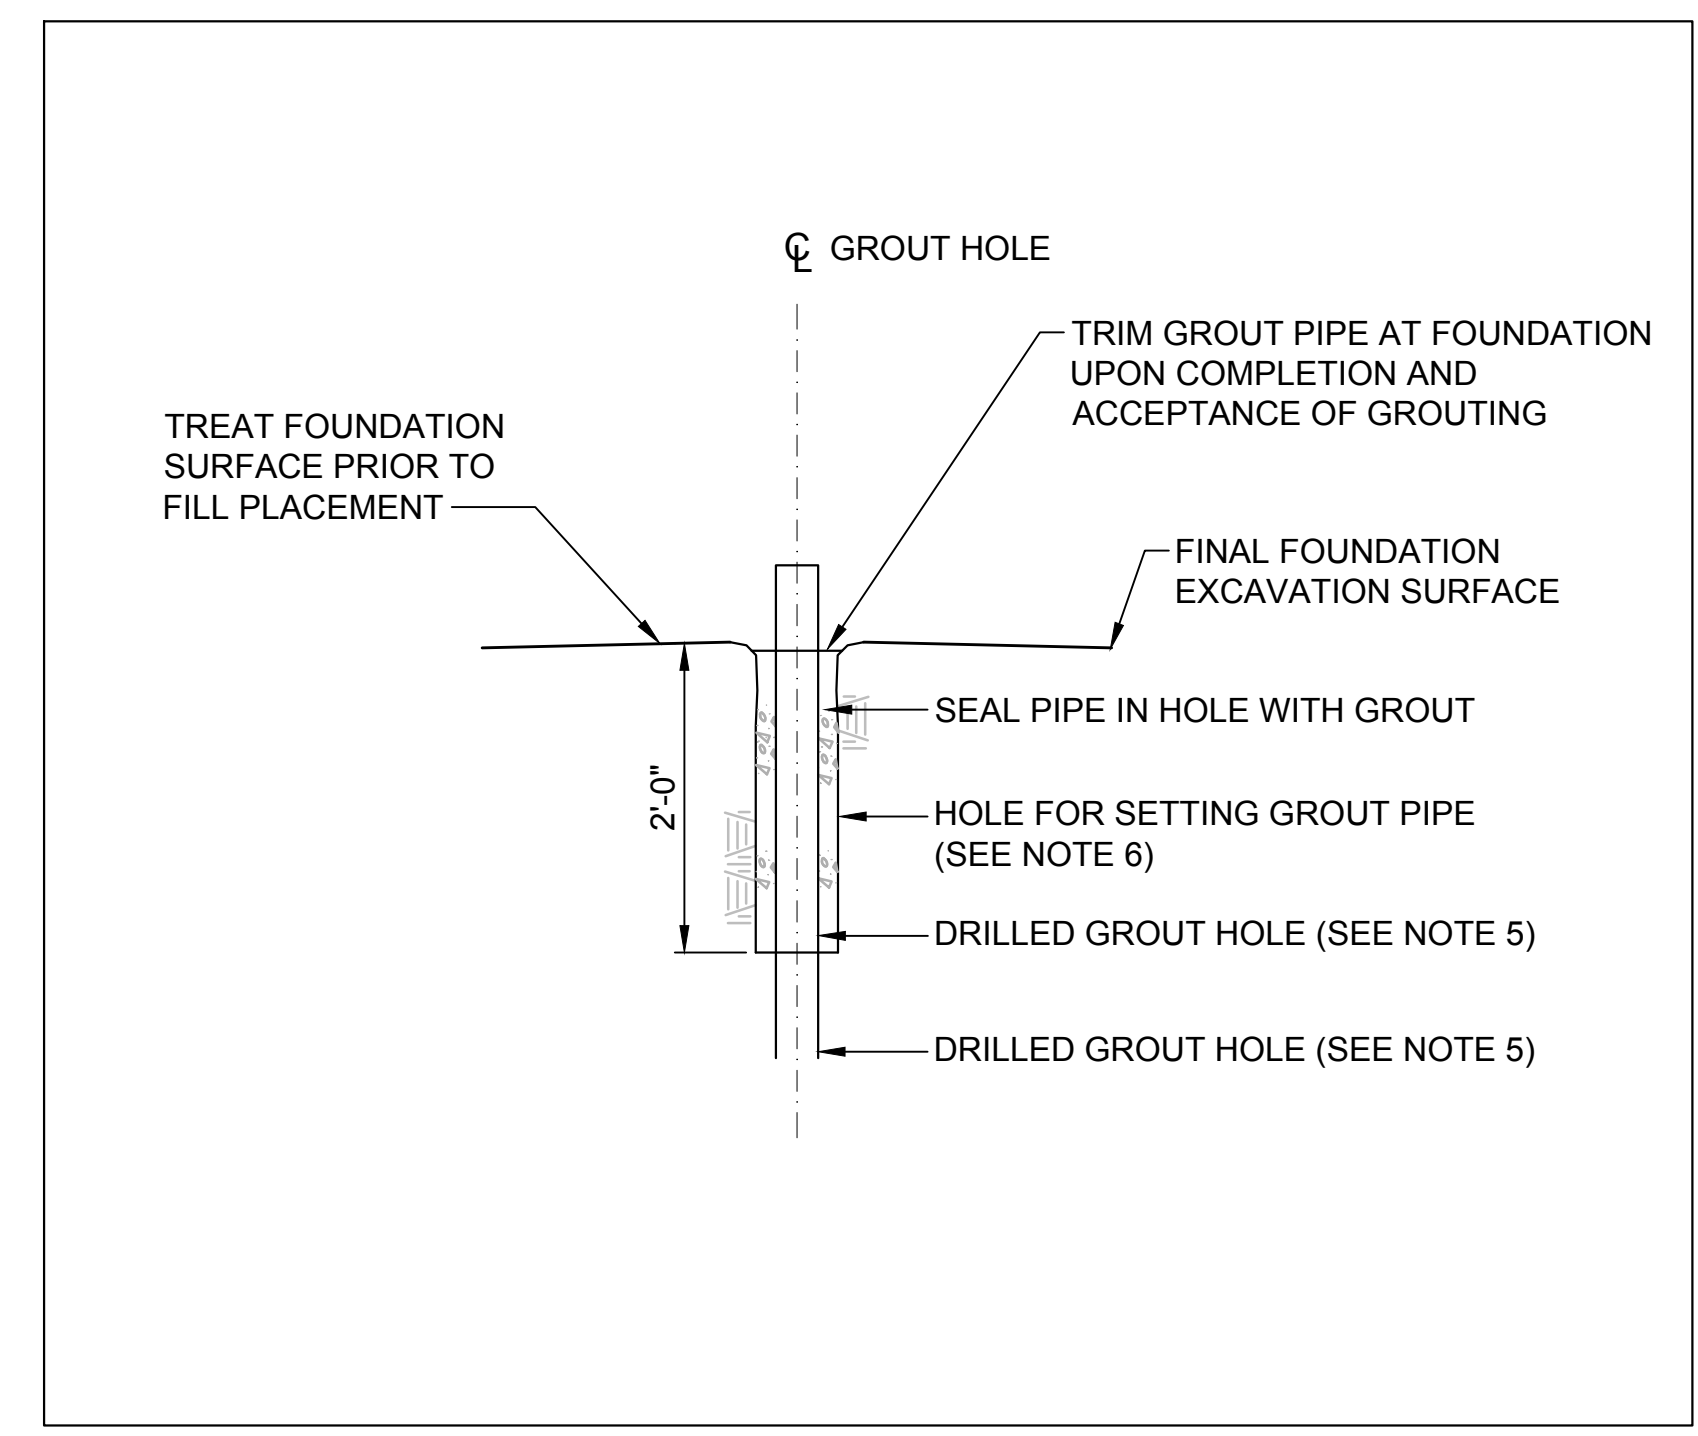 ℄ GROUT HOLE
TRIM GROUT PIPE AT FOUNDATION
UPON COMPLETION AND
ACCEPTANCE OF GROUTING
TREAT FOUNDATION
SURFACE PRIOR TO
FILL PLACEMENT
FINAL FOUNDATION
EXCAVATION SURFACE
SEAL PIPE IN HOLE WITH GROUT
2'-0"
HOLE FOR SETTING GROUT PIPE
(SEE NOTE 6)
DRILLED GROUT HOLE (SEE NOTE 5)
DRILLED GROUT HOLE (SEE NOTE 5)